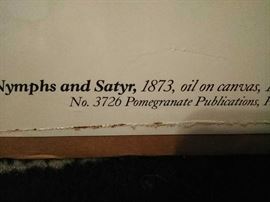 Nymphs and Satyr, 1873, oil on canvas,
No. 3726 Pomegranate Publications,